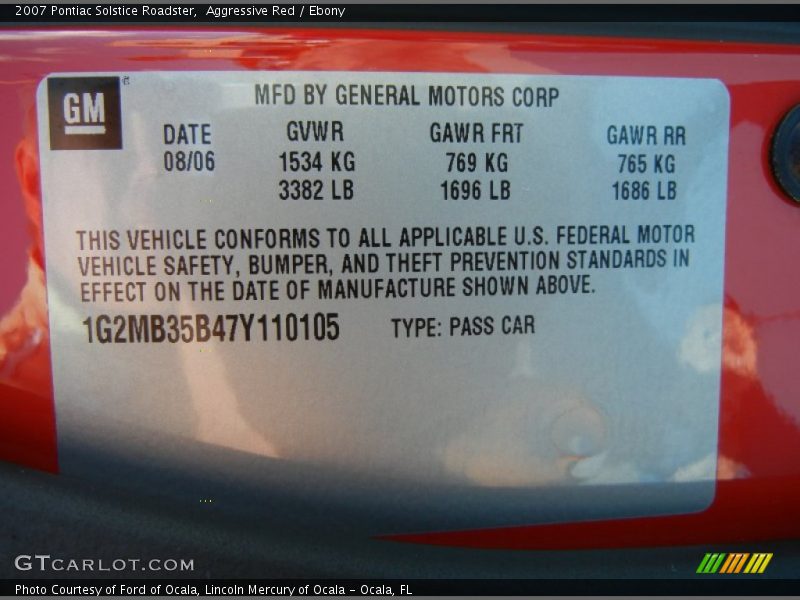 2007 Pontiac Solstice Roadster,  Aggressive Red / Ebony
GM
MFD BY GENERAL MOTORS CORP
DATE GVWR GAWR FRT GAWR RR
08/06 1534 KG 769 KG 765 KG
3382 LB 1696 LB 1686 LB
THIS VEHICLE CONFORMS TO ALL APPLICABLE U.S. FEDERAL MOTOR
VEHICLE SAFETY, BUMPER, AND THEFT PREVENTION STANDARDS IN
EFFECT ON THE DATE OF MANUFACTURE SHOWN ABOVE.
1G2MB35B47Y110105 TYPE: PASS CAR
GTCARLOT.COM
Photo Courtesy of Ford of Ocala, Lincoln Mercury of Ocala - Ocala, FL